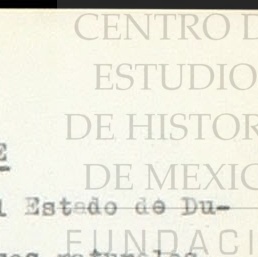 CENTRO D
ESTUDIO
DE HISTOR
E
DE MEXIC
l Estado de Du-
FUNDACI